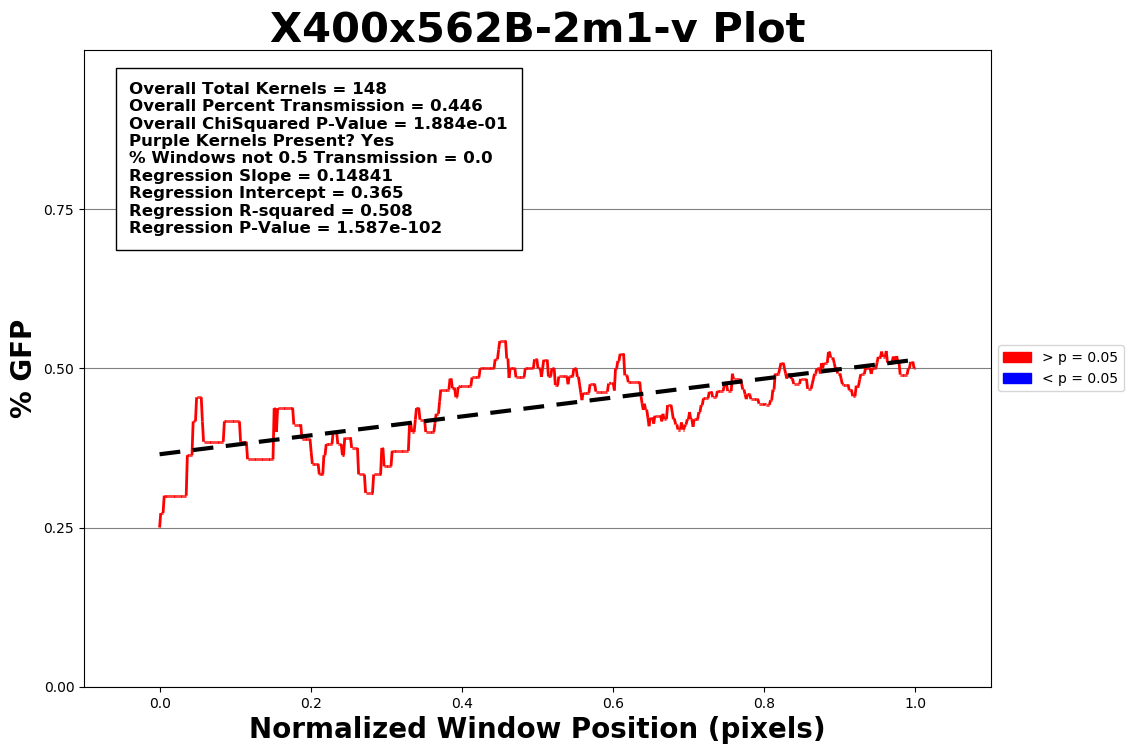 X400x562B-2m1-v Plot
Overall Total Kernels = 148
Overall Percent Transmission = 0.446
Overall ChiSquared P-Value = 1.884e-01
Purple Kernels Present? Yes
% Windows not 0.5 Transmission = 0.0
Regression Slope = 0.14841
Regression Intercept = 0.365
Regression R-squared = 0.508
Regression P-Value = 1.587e-102
0.75
0.50
0.25
0.00
% GFP
> p = 0.05
< p = 0.05
0.0 0.2 0.4 0.6 0.8 1.0
Normalized Window Position (pixels)